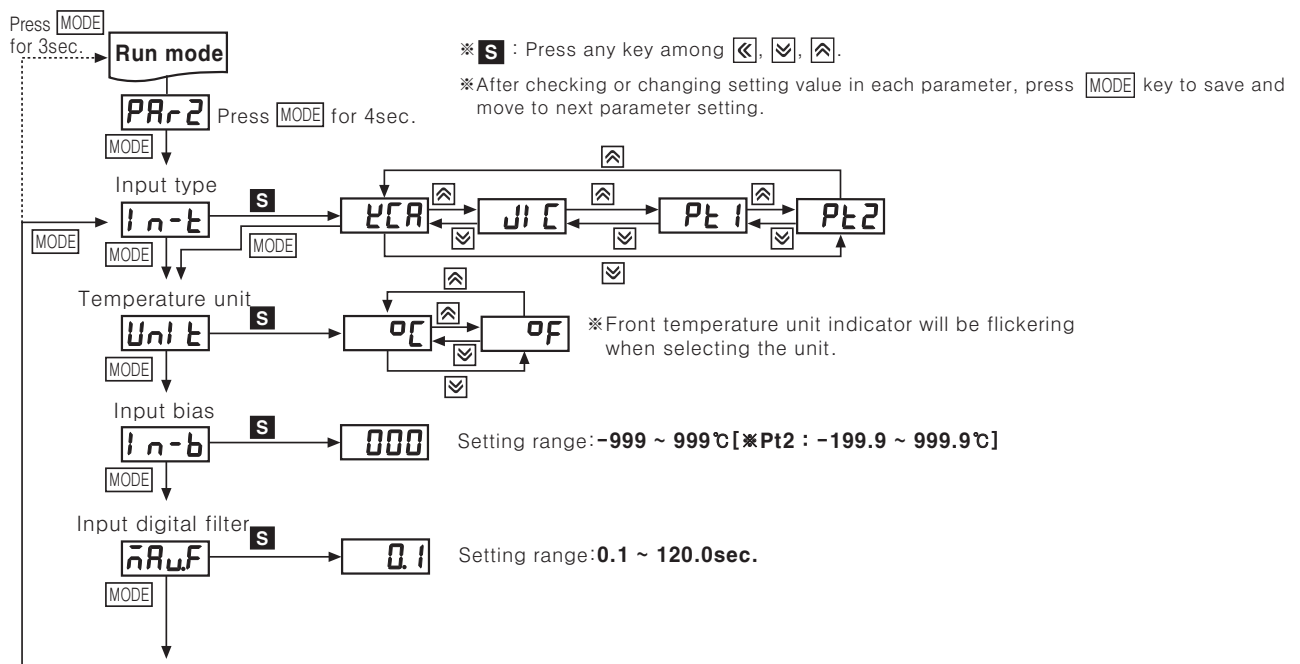 Press MODE
for 3sec.
Run mode
※ S : Press any key among ≪, ︾, ︽.
※After checking or changing setting value in each parameter, press MODE key to save and
move to next parameter setting.
PAr2 Press MODE for 4sec.
MODE
Input type
S
In-t
KCA
JIC
Pt1
Pt2
MODE
MODE
MODE
Temperature unit
S
Unit
°C
°F
※Front temperature unit indicator will be flickering
when selecting the unit.
MODE
Input bias
S
In-b
000
Setting range:-999 ~ 999℃[※Pt2 : -199.9 ~ 999.9℃]
MODE
Input digital filter
S
mAu.F
0.1
Setting range:0.1 ~ 120.0sec.
MODE